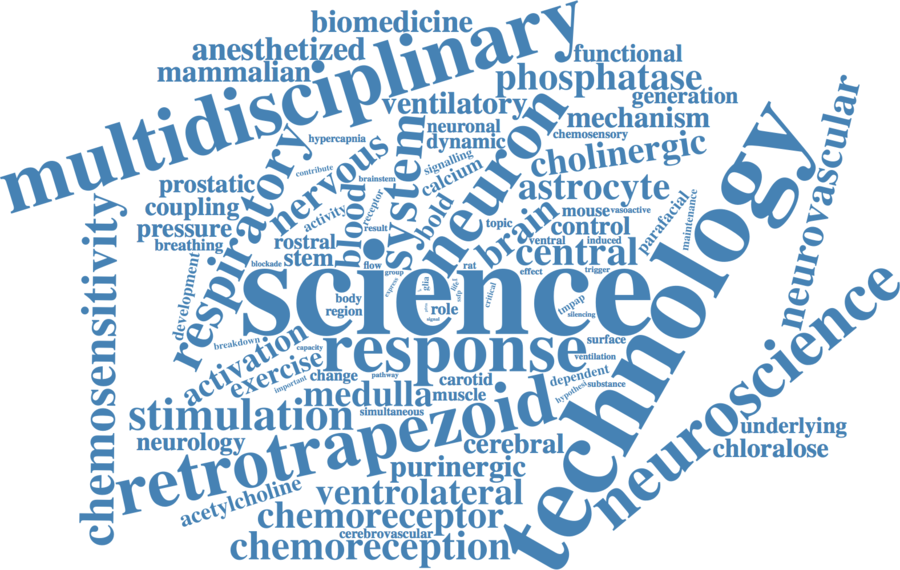 biomedicine
multidisciplinary
anesthetized
functional
mammalian
phosphatase
ventilatory
generation
mechanism
neuronal
hypercapnia
chemosensory
dynamic
neurovascular
respiratory
nervous
system
neuron
cholinergic
technology
signalling
calcium
contribute
brainstem
prostatic
astrocyte
coupling
blood
receptor
bold
activity
mouse
vasoactive
parafacial
maintenance
topic
brain
control
pressure
result
breathing
rostral
ventral
induced
central
stem
blockade
flow
group
rat
effect
trigger
chemosensitivity
development
science
express
glia
critical
body
region
role
signal
tmpap
silencing
breakdown
response
surface
capacity
ventilation
activation
exercise
important
change
pathway
carotid
dependent
substance
hypothesi
medulla
muscle
neuroscience
stimulation
simultaneous
retrotrapezoid
underlying
neurology
cerebral
chloralose
purinergic
acetylcholine
ventrolateral
chemoreceptor
cerebrovascular
chemoreception